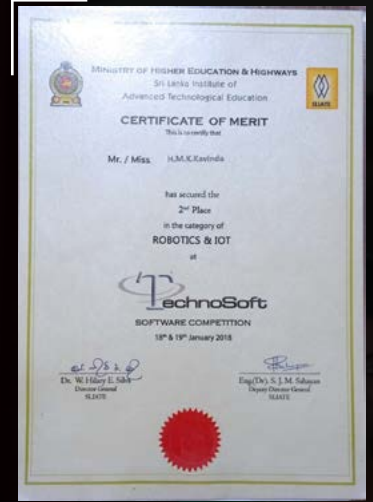 MINISTRY OF HIGHER EDUCATION & HIGHWAYS
Sri Lanka Institute of
Advanced Technological Education
SLIATE
CERTIFICATE OF MERIT
This is to certify that
Mr. / Miss H.M.K.Kavinda
has secured the
2nd Place
in the category of
ROBOTICS & IOT
at
TechnoSoft
SOFTWARE COMPETITION
18th & 19th January 2018
Dr. W. Hilary E. Silva
Director General
SLIATE
Eng.(Dr). S. J. M. Sahayan
Deputy Director General
SLIATE